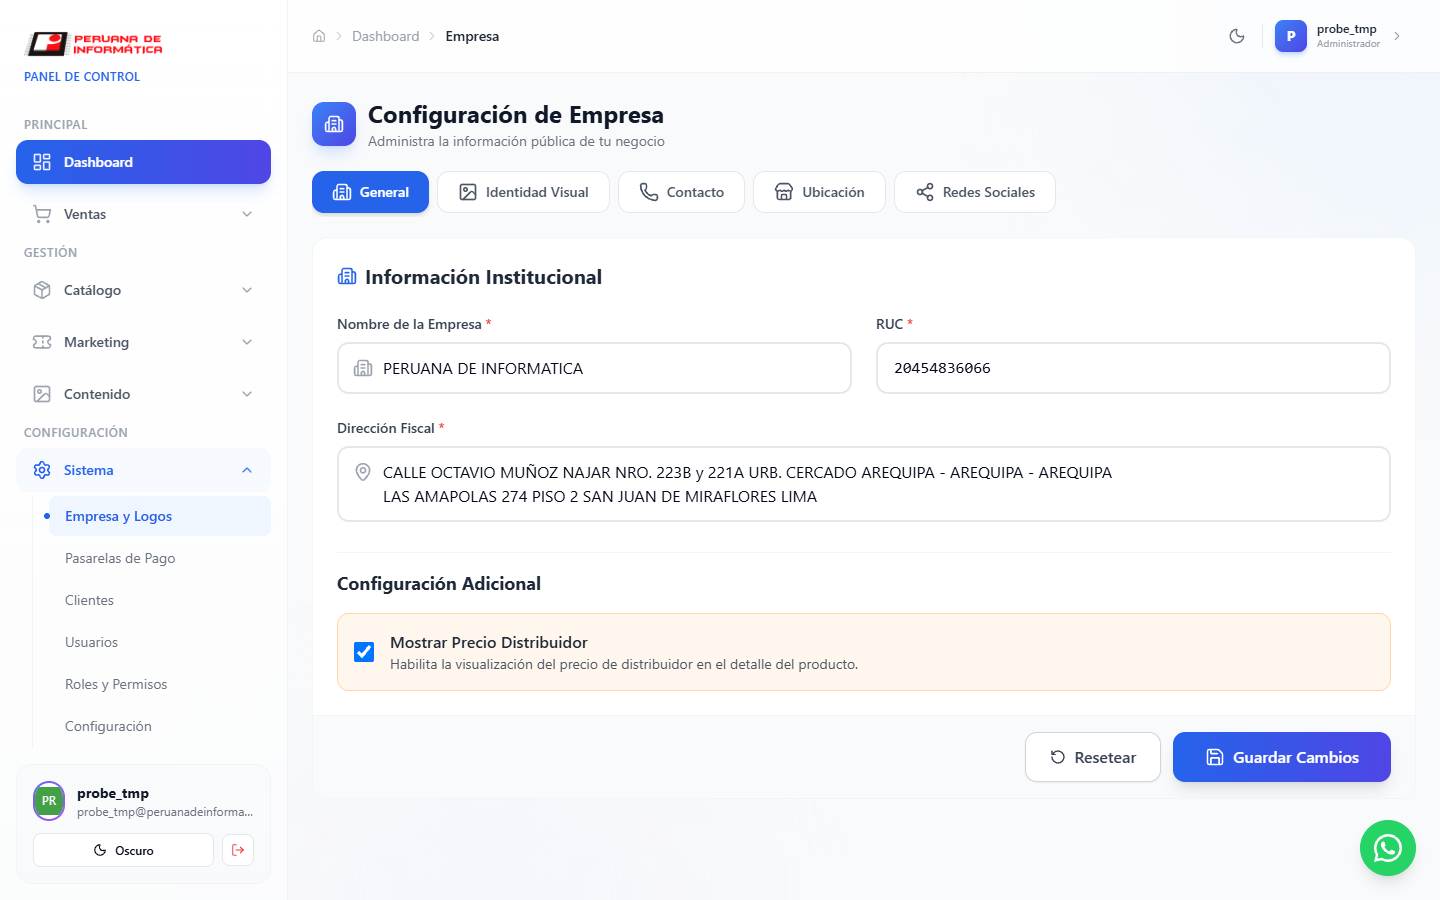 PERUANA DE
INFORMÁTICA
PANEL DE CONTROL
PRINCIPAL
Dashboard
Ventas
GESTIÓN
Catálogo
Marketing
Contenido
CONFIGURACIÓN
Sistema
Empresa y Logos
Pasarelas de Pago
Clientes
Usuarios
Roles y Permisos
Configuración
PR
probe_tmp
probe_tmp@peruanadeinforma...
Oscuro
Dashboard
Empresa
P
probe_tmp
Administrador
Configuración de Empresa
Administra la información pública de tu negocio
General
Identidad Visual
Contacto
Ubicación
Redes Sociales
Información Institucional
Nombre de la Empresa *
PERUANA DE INFORMATICA
RUC *
20454836066
Dirección Fiscal *
CALLE OCTAVIO MUÑOZ NAJAR NRO. 223B y 221A URB. CERCADO AREQUIPA - AREQUIPA - AREQUIPA
LAS AMAPOLAS 274 PISO 2 SAN JUAN DE MIRAFLORES LIMA
Configuración Adicional
Mostrar Precio Distribuidor
Habilita la visualización del precio de distribuidor en el detalle del producto.
Resetear
Guardar Cambios